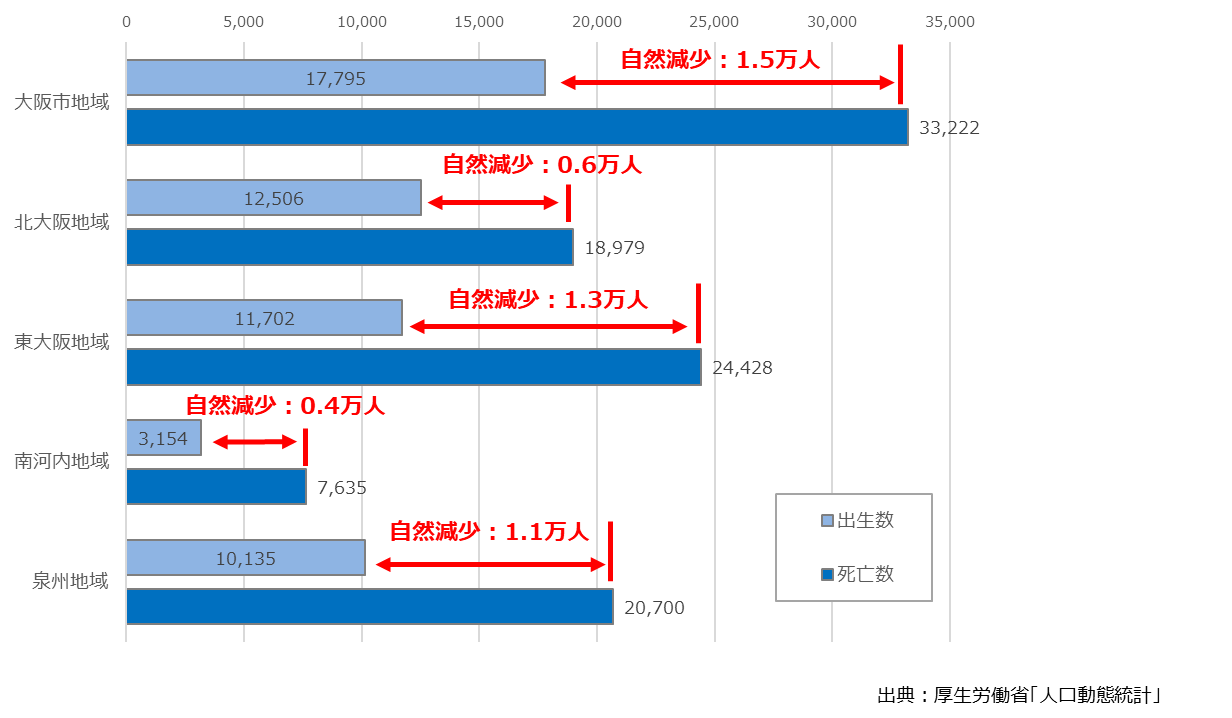 0 5,000 10,000 15,000 20,000 25,000 30,000 35,000
自然減少：1.5万人
17,795
大阪市地域
33,222
自然減少：0.6万人
12,506
北大阪地域
18,979
自然減少：1.3万人
11,702
東大阪地域
24,428
自然減少：0.4万人
3,154
南河内地域
7,635
自然減少：1.1万人
10,135
泉州地域
20,700
出生数
死亡数
出典：厚生労働省｢人口動態統計｣